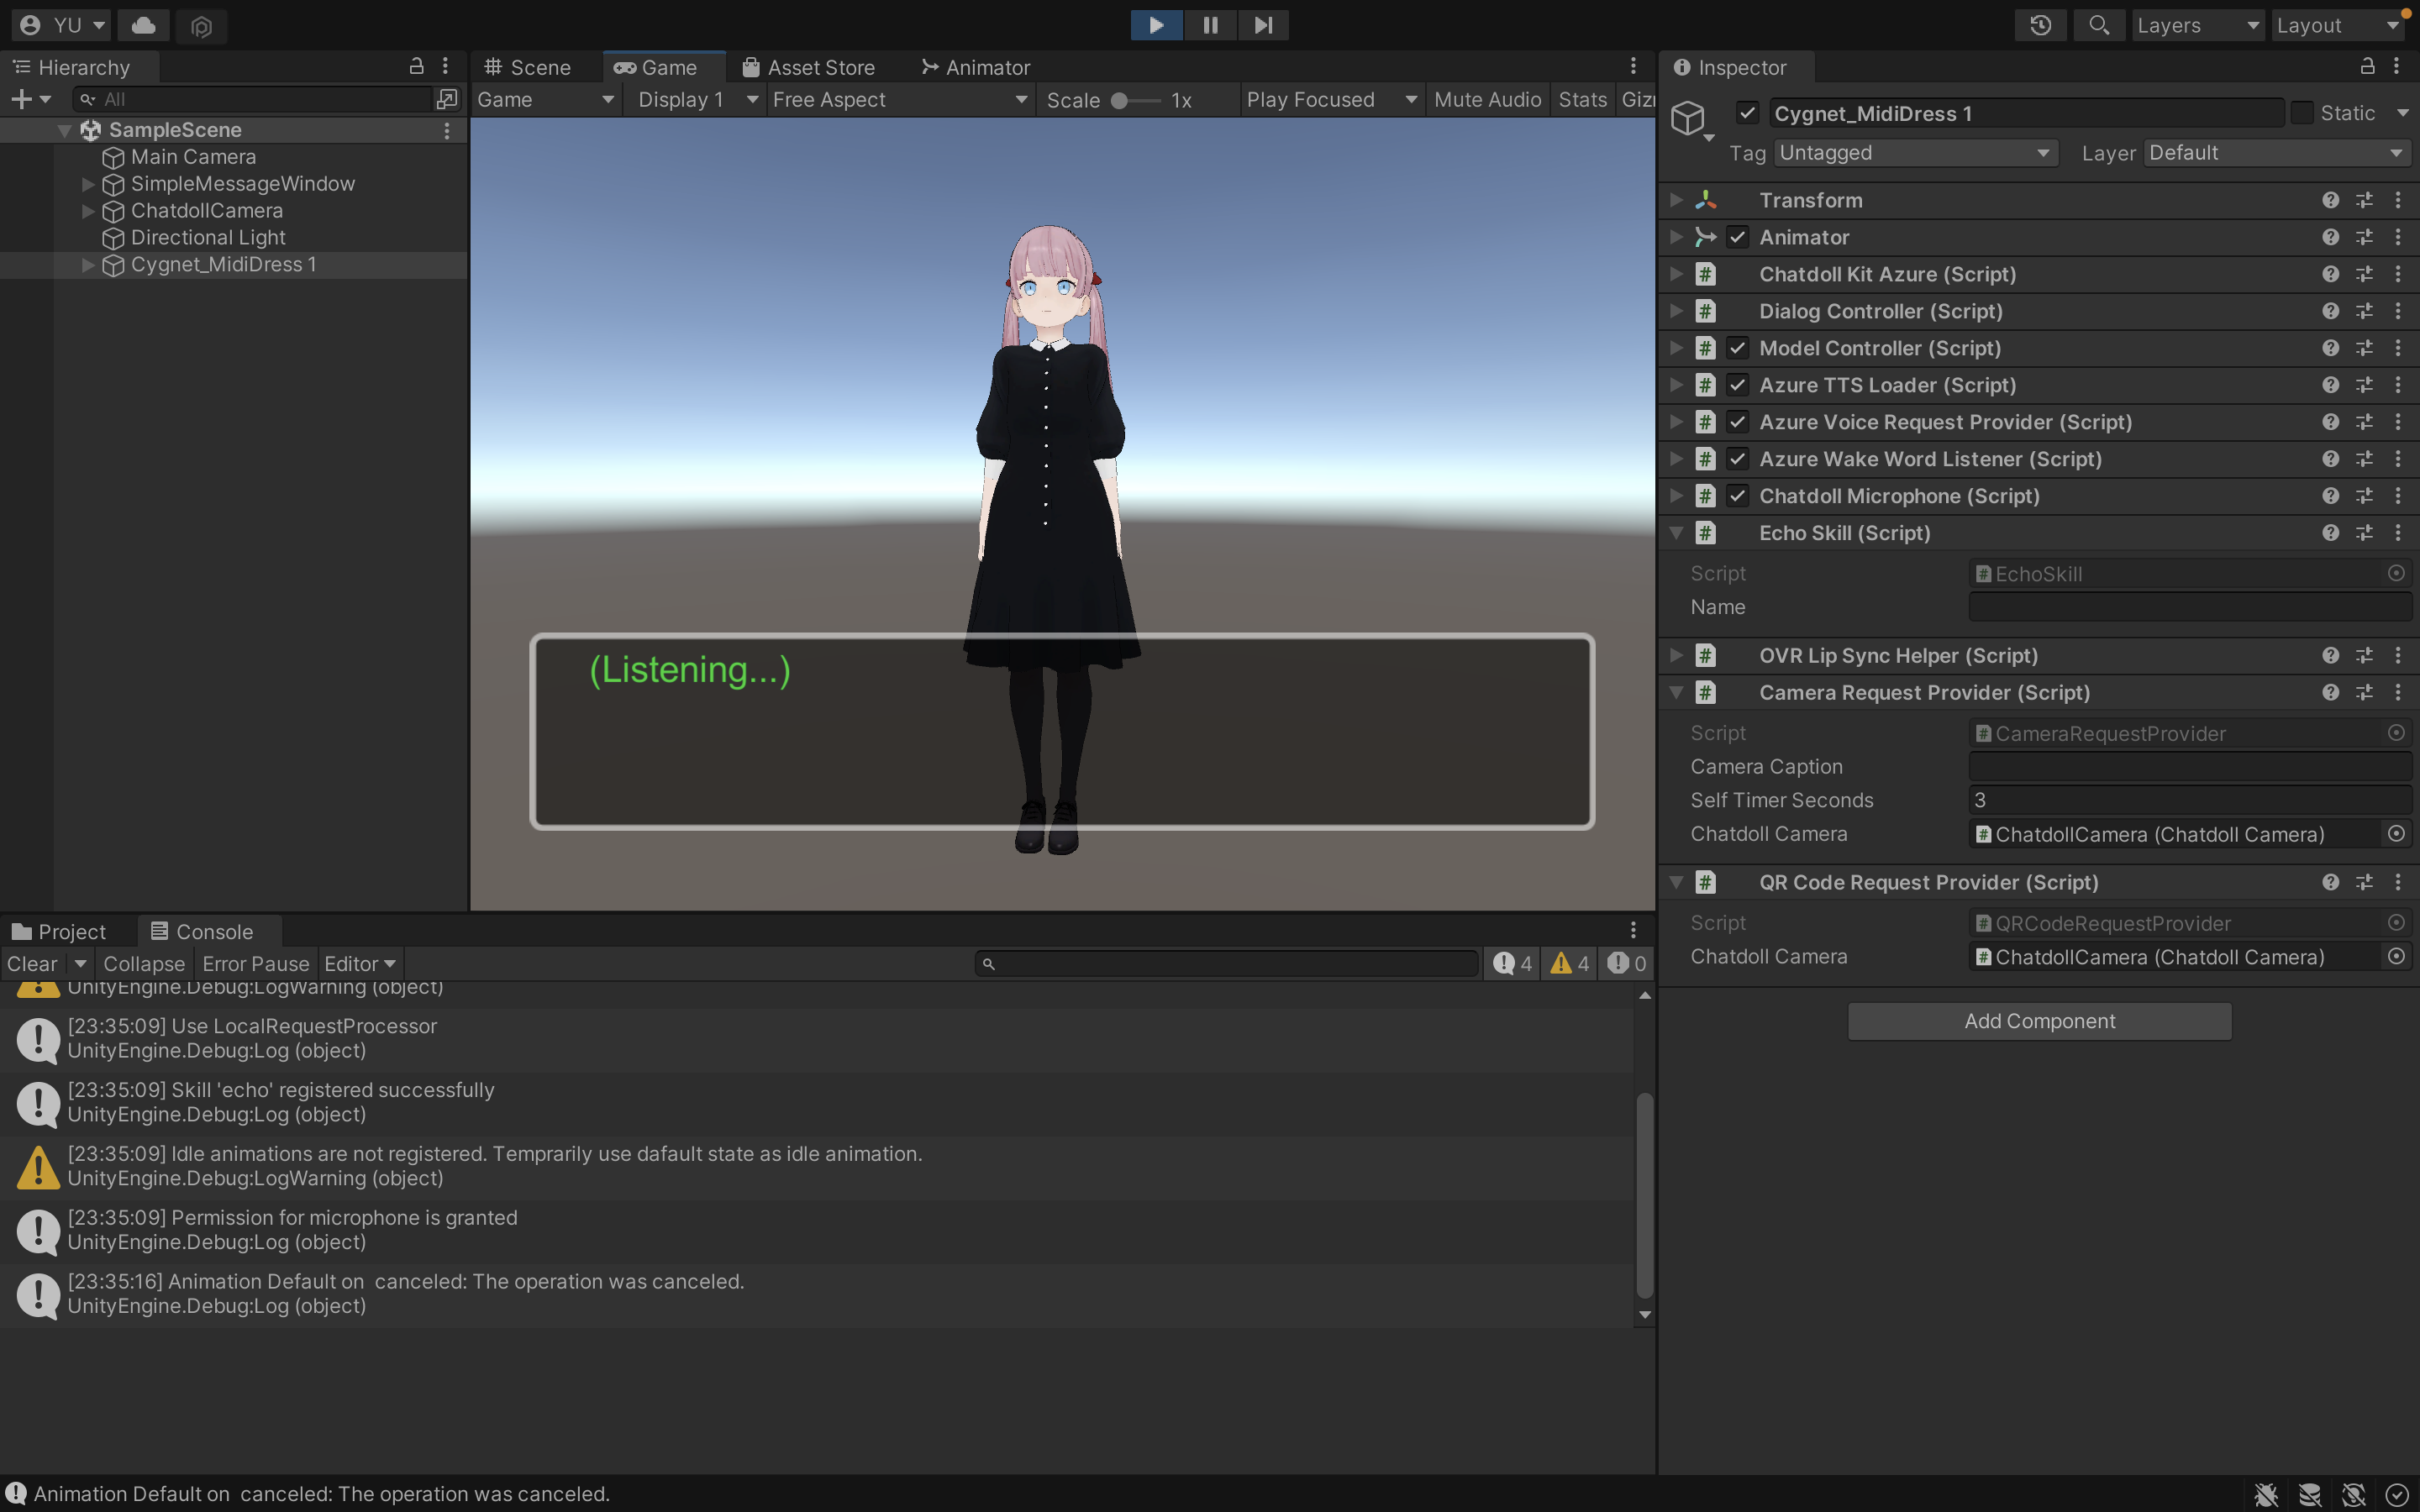 YU
Layers
Layout
Hierarchy
All
SampleScene
Main Camera
SimpleMessageWindow
ChatdollCamera
Directional Light
Cygnet_MidiDress 1
Scene
Game
Asset Store
Animator
Game
Display 1
Free Aspect
Scale
1x
Play Focused
Mute Audio
Stats
Giz
(Listening...)
Inspector
Cygnet_MidiDress 1
Static
Tag
Untagged
Layer
Default
Transform
Animator
Chatdoll Kit Azure (Script)
Dialog Controller (Script)
Model Controller (Script)
Azure TTS Loader (Script)
Azure Voice Request Provider (Script)
Azure Wake Word Listener (Script)
Chatdoll Microphone (Script)
Echo Skill (Script)
Script
EchoSkill
Name
OVR Lip Sync Helper (Script)
Camera Request Provider (Script)
Script
CameraRequestProvider
Camera Caption
Self Timer Seconds
3
Chatdoll Camera
ChatdollCamera (Chatdoll Camera)
QR Code Request Provider (Script)
Script
QRCodeRequestProvider
Chatdoll Camera
ChatdollCamera (Chatdoll Camera)
Add Component
Project
Console
Clear
Collapse
Error Pause
Editor
4
4
0
UnityEngine.Debug:LogWarning (object)
[23:35:09] Use LocalRequestProcessor
UnityEngine.Debug:Log (object)
[23:35:09] Skill 'echo' registered successfully
UnityEngine.Debug:Log (object)
[23:35:09] Idle animations are not registered. Temprarily use dafault state as idle animation.
UnityEngine.Debug:LogWarning (object)
[23:35:09] Permission for microphone is granted
UnityEngine.Debug:Log (object)
[23:35:16] Animation Default on  canceled: The operation was canceled.
UnityEngine.Debug:Log (object)
Animation Default on  canceled: The operation was canceled.